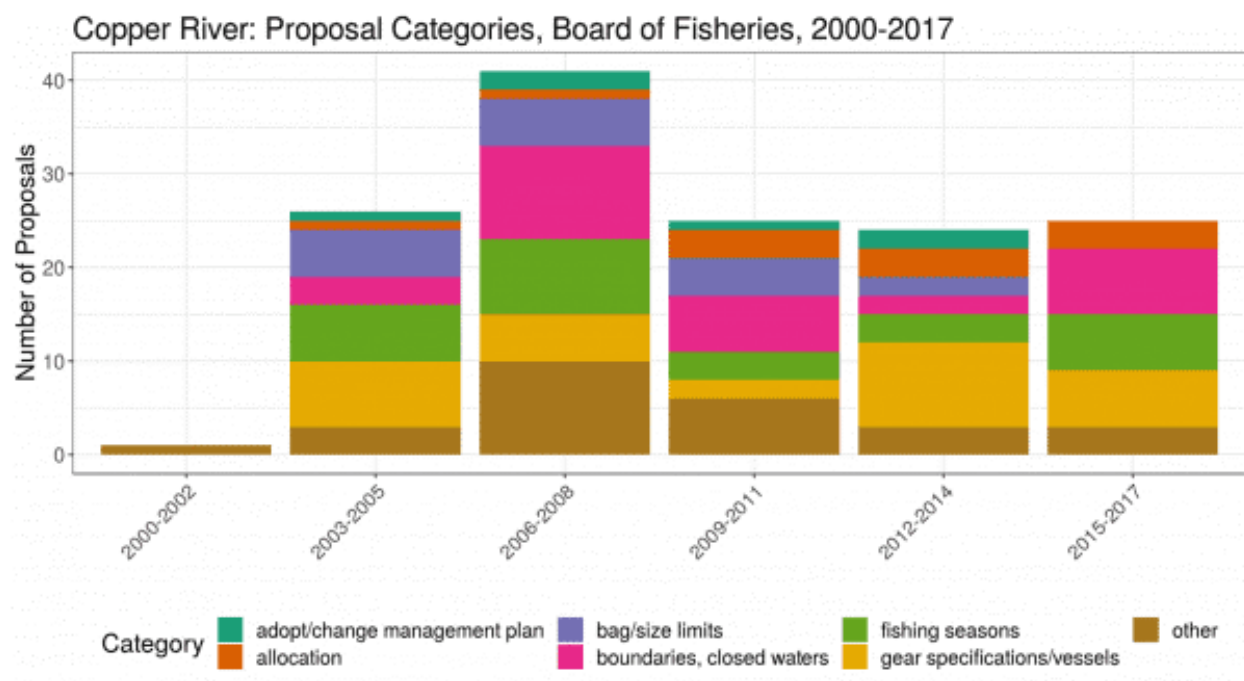 Copper River: Proposal Categories, Board of Fisheries, 2000-2017
Number of Proposals
40
30
20
10
0
2000-2002
2003-2005
2006-2008
2009-2011
2012-2014
2015-2017
Category
adopt/change management plan
allocation
bag/size limits
boundaries, closed waters
fishing seasons
gear specifications/vessels
other